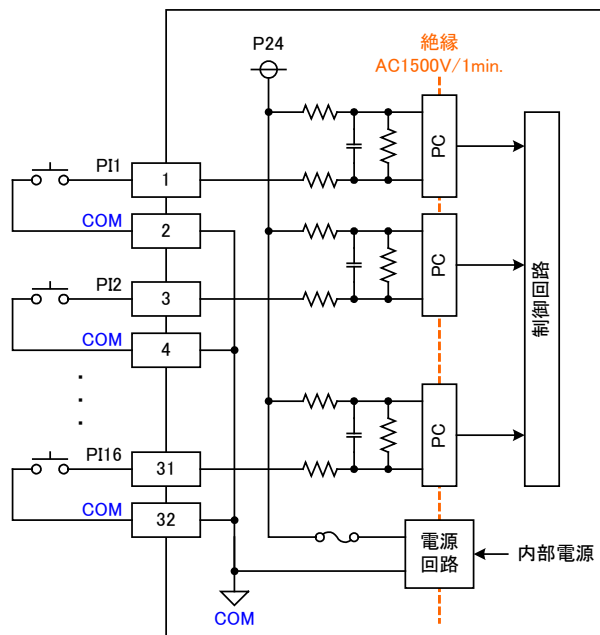 P24
絶縁
AC1500V/1min.
PI1
1
PC
COM
2
PI2
3
PC
COM
4
制御回路
PI16
31
PC
COM
32
電源
回路
内部電源
COM